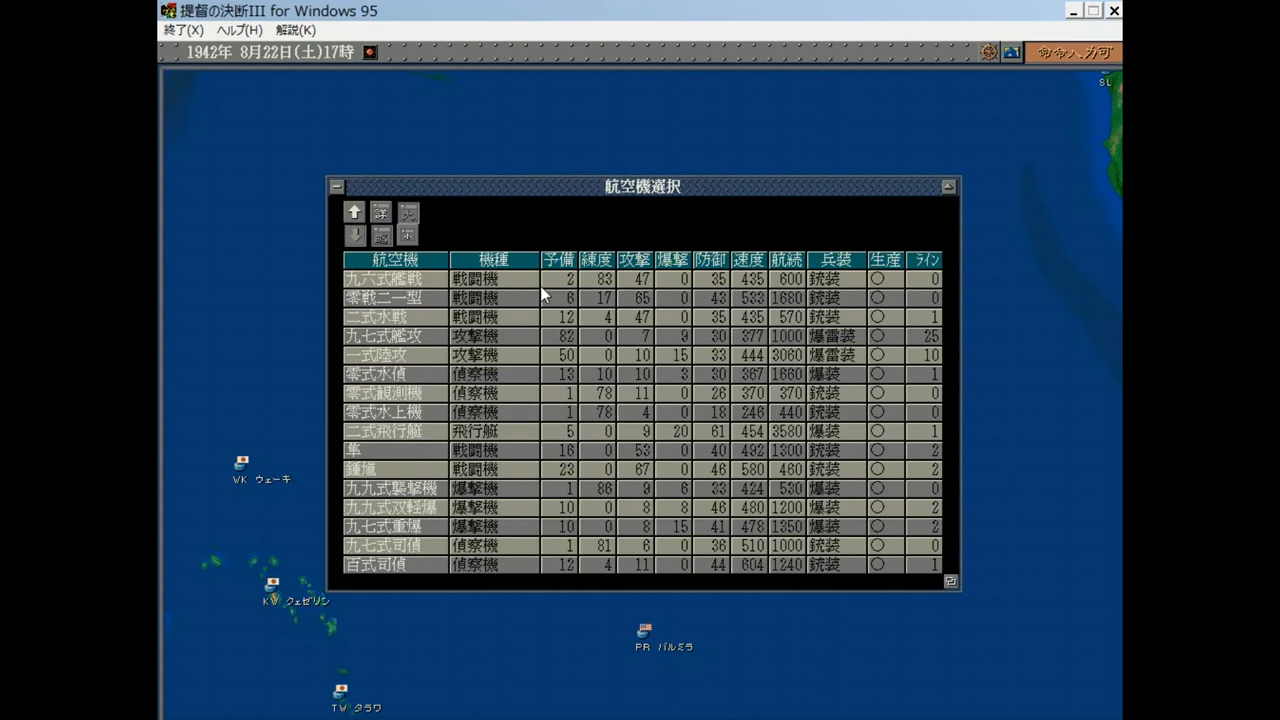 提督の決断III for Windows 95
終了(X) ヘルプ(H) 解説(K)
1942年 8月22日(土)17時
SL
航空機選択
詳
航空機 機種 予備 練度 攻撃 爆撃 防御 速度 航続 兵装 生産 ライン
九六式艦戦 戦闘機 2 83 47 0 35 435 600 銃装 ○ 0
零戦二一型 戦闘機 6 17 65 0 43 533 1680 銃装 ○ 0
二式水戦 戦闘機 12 4 47 0 35 435 570 銃装 ○ 1
九七式艦攻 攻撃機 82 0 7 9 30 377 1000 爆雷装 ○ 25
一式陸攻 攻撃機 50 0 10 15 33 444 3060 爆雷装 ○ 10
零式水偵 偵察機 13 10 10 3 30 367 1660 爆装 ○ 1
零式観測機 偵察機 1 78 11 0 26 370 370 銃装 ○ 0
零式水上機 偵察機 1 78 4 0 18 246 440 銃装 ○ 0
二式飛行艇 飛行艇 5 0 9 20 61 454 3580 爆装 ○ 1
隼 戦闘機 16 0 53 0 40 492 1300 銃装 ○ 2
鍾馗 戦闘機 23 0 67 0 46 580 460 銃装 ○ 2
九九式襲撃機 爆撃機 1 86 9 6 33 424 530 爆装 ○ 0
九九式双軽爆 爆撃機 10 0 8 8 46 480 1200 爆装 ○ 2
九七式重爆 爆撃機 10 0 8 15 41 478 1350 爆装 ○ 2
九七式司偵 偵察機 1 81 6 0 36 510 1000 銃装 ○ 0
百式司偵 偵察機 12 4 11 0 44 604 1240 銃装 ○ 1
WK ウェーキ
KW クェゼリン
PR パルミラ
TW タラワ